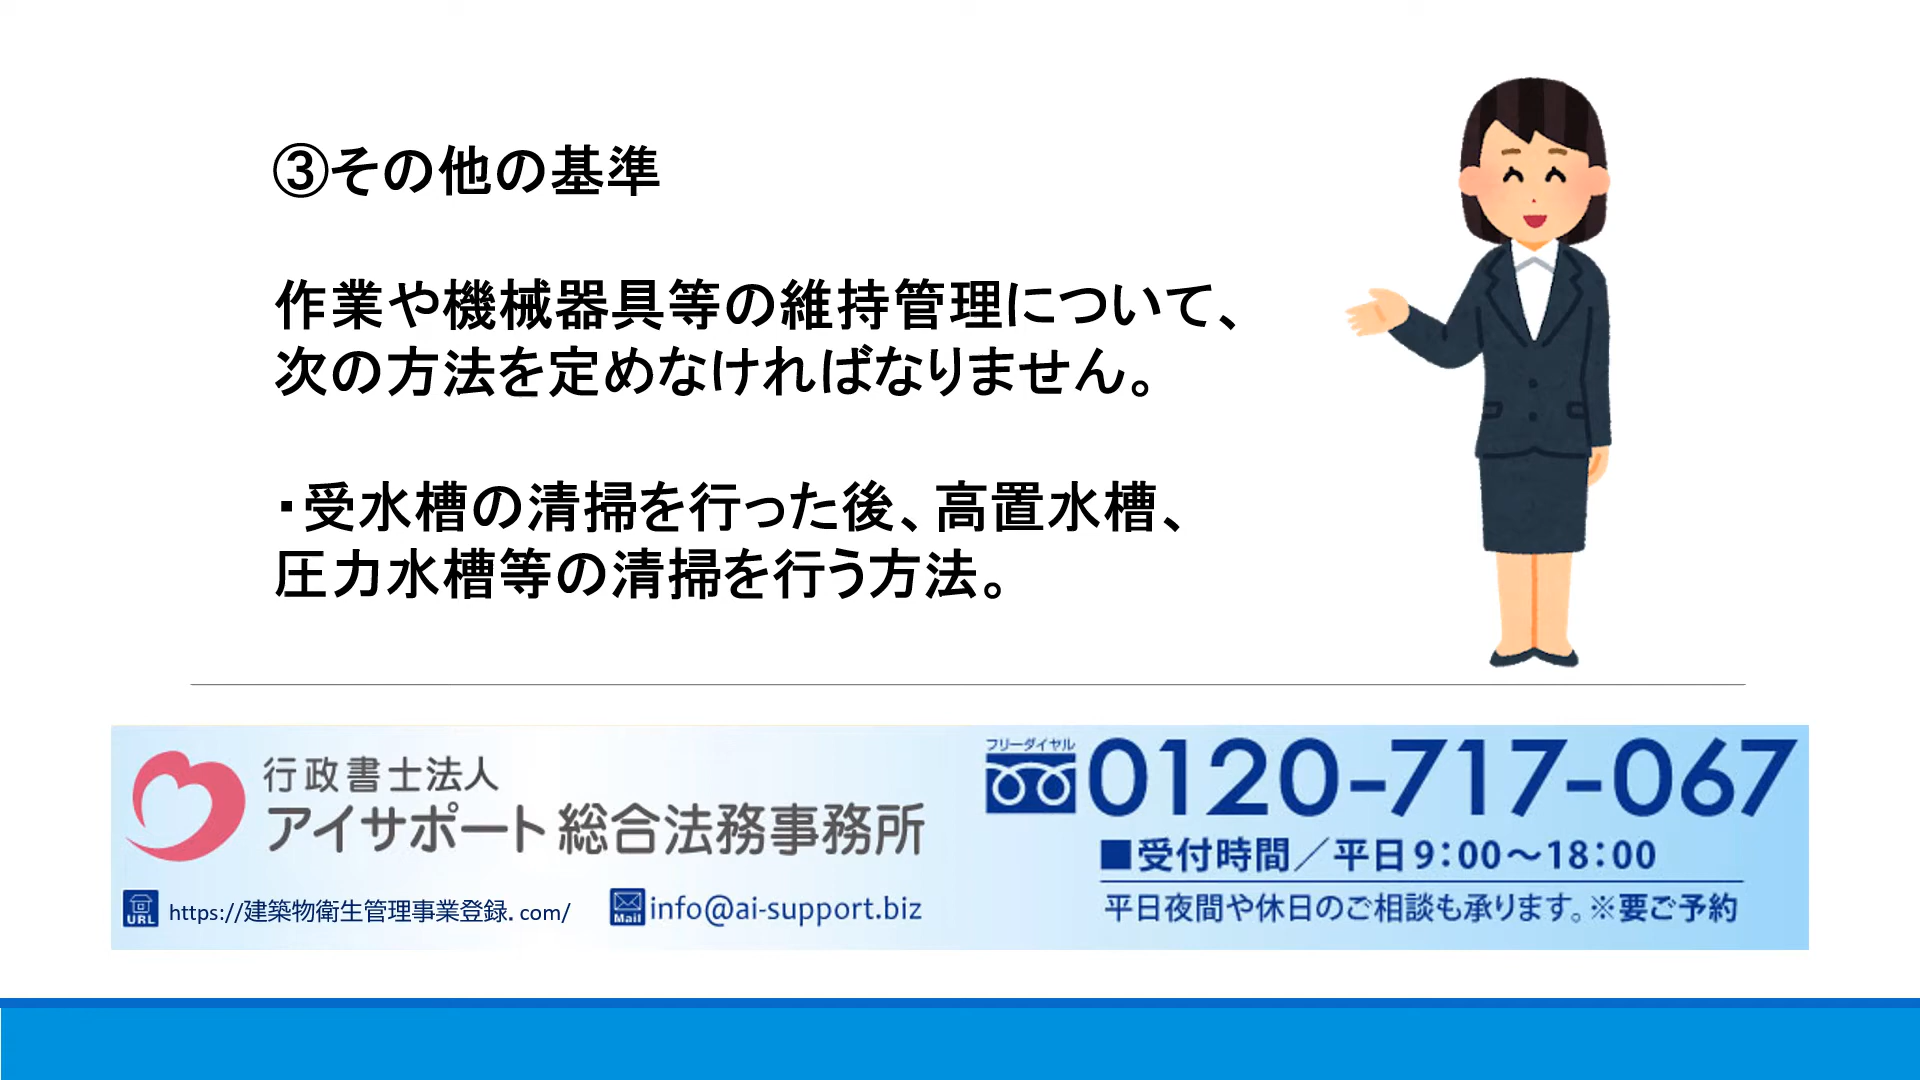 ③その他の基準
作業や機械器具等の維持管理について、
次の方法を定めなければなりません。
・受水槽の清掃を行った後、高置水槽、
圧力水槽等の清掃を行う方法。
行政書士法人
アイサポート総合法務事務所
URL https://建築物衛生管理事業登録.com/
Mail info@ai-support.biz
フリーダイヤル
0120-717-067
■受付時間／平日9:00～18:00
平日夜間や休日のご相談も承ります。※要ご予約